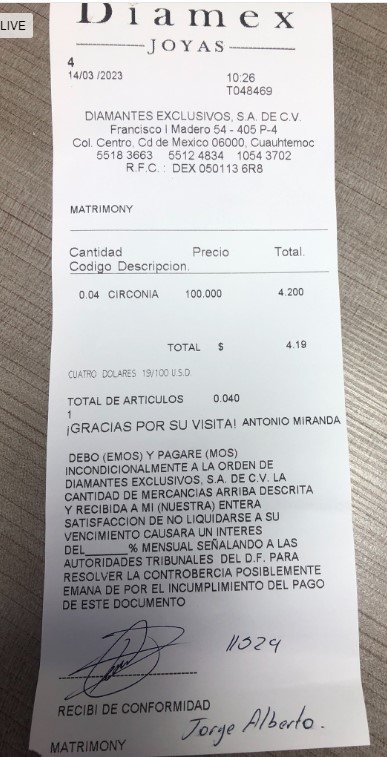 LIVE
Diamex
JOYAS
4
14/03 /2023 10:26
T048469
DIAMANTES EXCLUSIVOS, S.A. DE C.V.
Francisco I Madero 54 - 405 P-4
Col. Centro, Cd de Mexico 06000, Cuauhtemoc
5518 3663 5512 4834 1054 3702
R.F.C. : DEX 050113 6R8
MATRIMONY
Cantidad Precio Total.
Codigo Descripcion.
0.04 CIRCONIA 100.000 4.200
TOTAL $ 4.19
CUATRO DOLARES 19/100 U.S.D.
TOTAL DE ARTICULOS 0.040
1
¡GRACIAS POR SU VISITA! ANTONIO MIRANDA
DEBO (EMOS) Y PAGARE (MOS)
INCONDICIONALMENTE A LA ORDEN DE
DIAMANTES EXCLUSIVOS, S.A. DE C.V. LA
CANTIDAD DE MERCANCIAS ARRIBA DESCRITA
Y RECIBIDA A MI (NUESTRA) ENTERA
SATISFACCION DE NO LIQUIDARSE A SU
VENCIMIENTO CAUSARA UN INTERES
DEL______% MENSUAL SEÑALANDO A LAS
AUTORIDADES TRIBUNALES DEL D.F. PARA
RESOLVER LA CONTROBERCIA POSIBLEMENTE
EMANA DE POR EL INCUMPLIMIENTO DEL PAGO
DE ESTE DOCUMENTO
RECIBI DE CONFORMIDAD
Jorge Alberto.
MATRIMONY